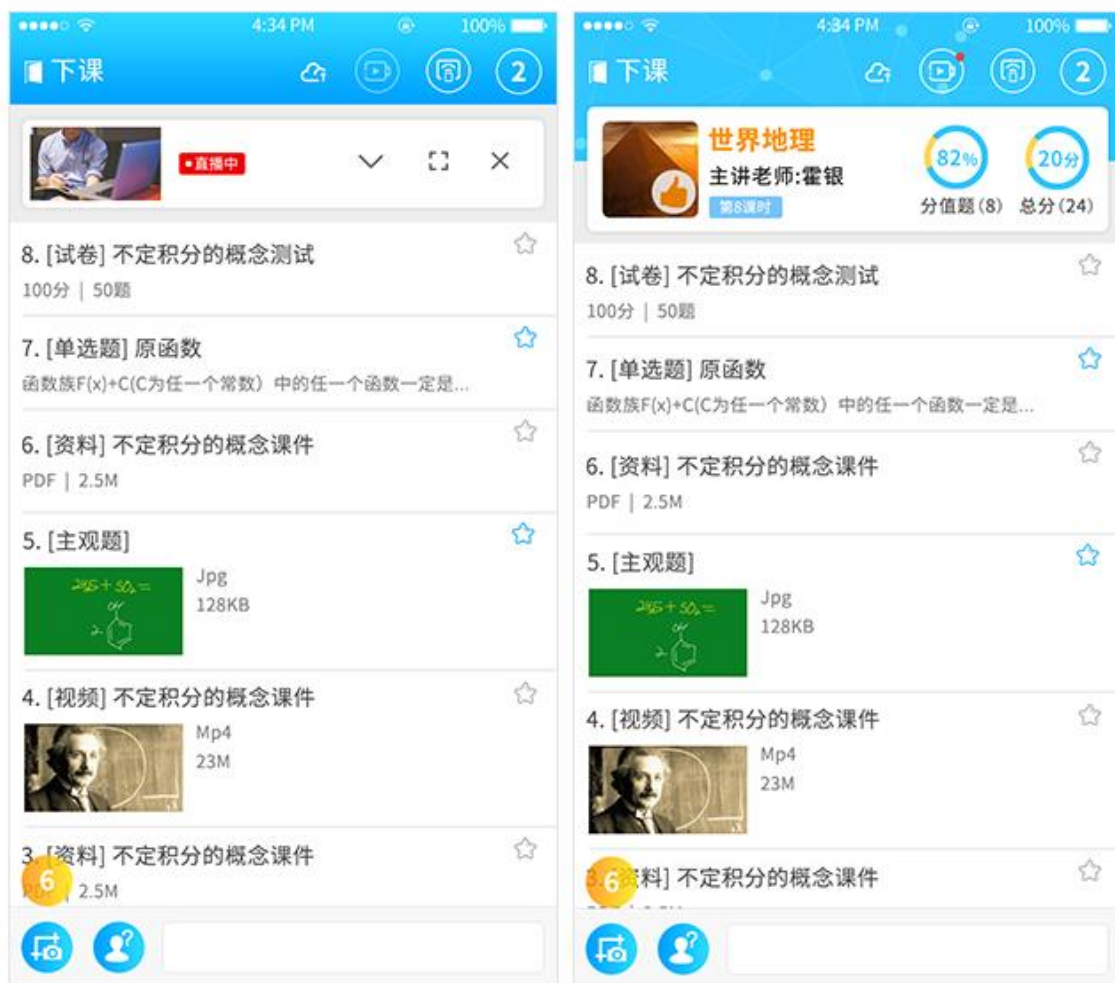 4:34 PM 100%
下课 2
直播中
8. [试卷] 不定积分的概念测试
100分 | 50题
7. [单选题] 原函数
函数族F(x)+C(C为任一个常数）中的任一个函数一定是...
6. [资料] 不定积分的概念课件
PDF | 2.5M
5. [主观题]
Jpg
128KB
4. [视频] 不定积分的概念课件
Mp4
23M
3. [资料] 不定积分的概念课件
6
PDF | 2.5M
4:34 PM 100%
下课 2
世界地理
主讲老师:霍银
第8课时
82%
分值题(8)
20分
总分(24)
8. [试卷] 不定积分的概念测试
100分 | 50题
7. [单选题] 原函数
函数族F(x)+C(C为任一个常数）中的任一个函数一定是...
6. [资料] 不定积分的概念课件
PDF | 2.5M
5. [主观题]
Jpg
128KB
4. [视频] 不定积分的概念课件
Mp4
23M
3. [资料] 不定积分的概念课件
6